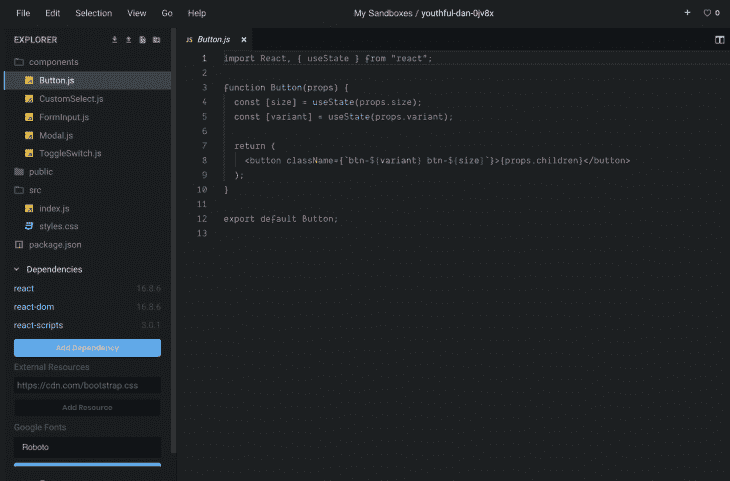 File Edit Selection View Go Help
My Sandboxes / youthful-dan-0jv8x
0
EXPLORER
components
Button.js
CustomSelect.js
FormInput.js
Modal.js
ToggleSwitch.js
public
src
index.js
styles.css
package.json
Dependencies
react 16.8.6
react-dom 16.8.6
react-scripts 3.0.1
Add Dependency
External Resources
https://cdn.com/bootstrap.css
Add Resource
Google Fonts
Roboto
JS Button.js
1 import React, { useState } from "react";
2
3 function Button(props) {
4 const [size] = useState(props.size);
5 const [variant] = useState(props.variant);
6
7 return (
8 <button className={`btn-${variant} btn-${size}`}>{props.children}</button>
9 );
10 }
11
12 export default Button;
13